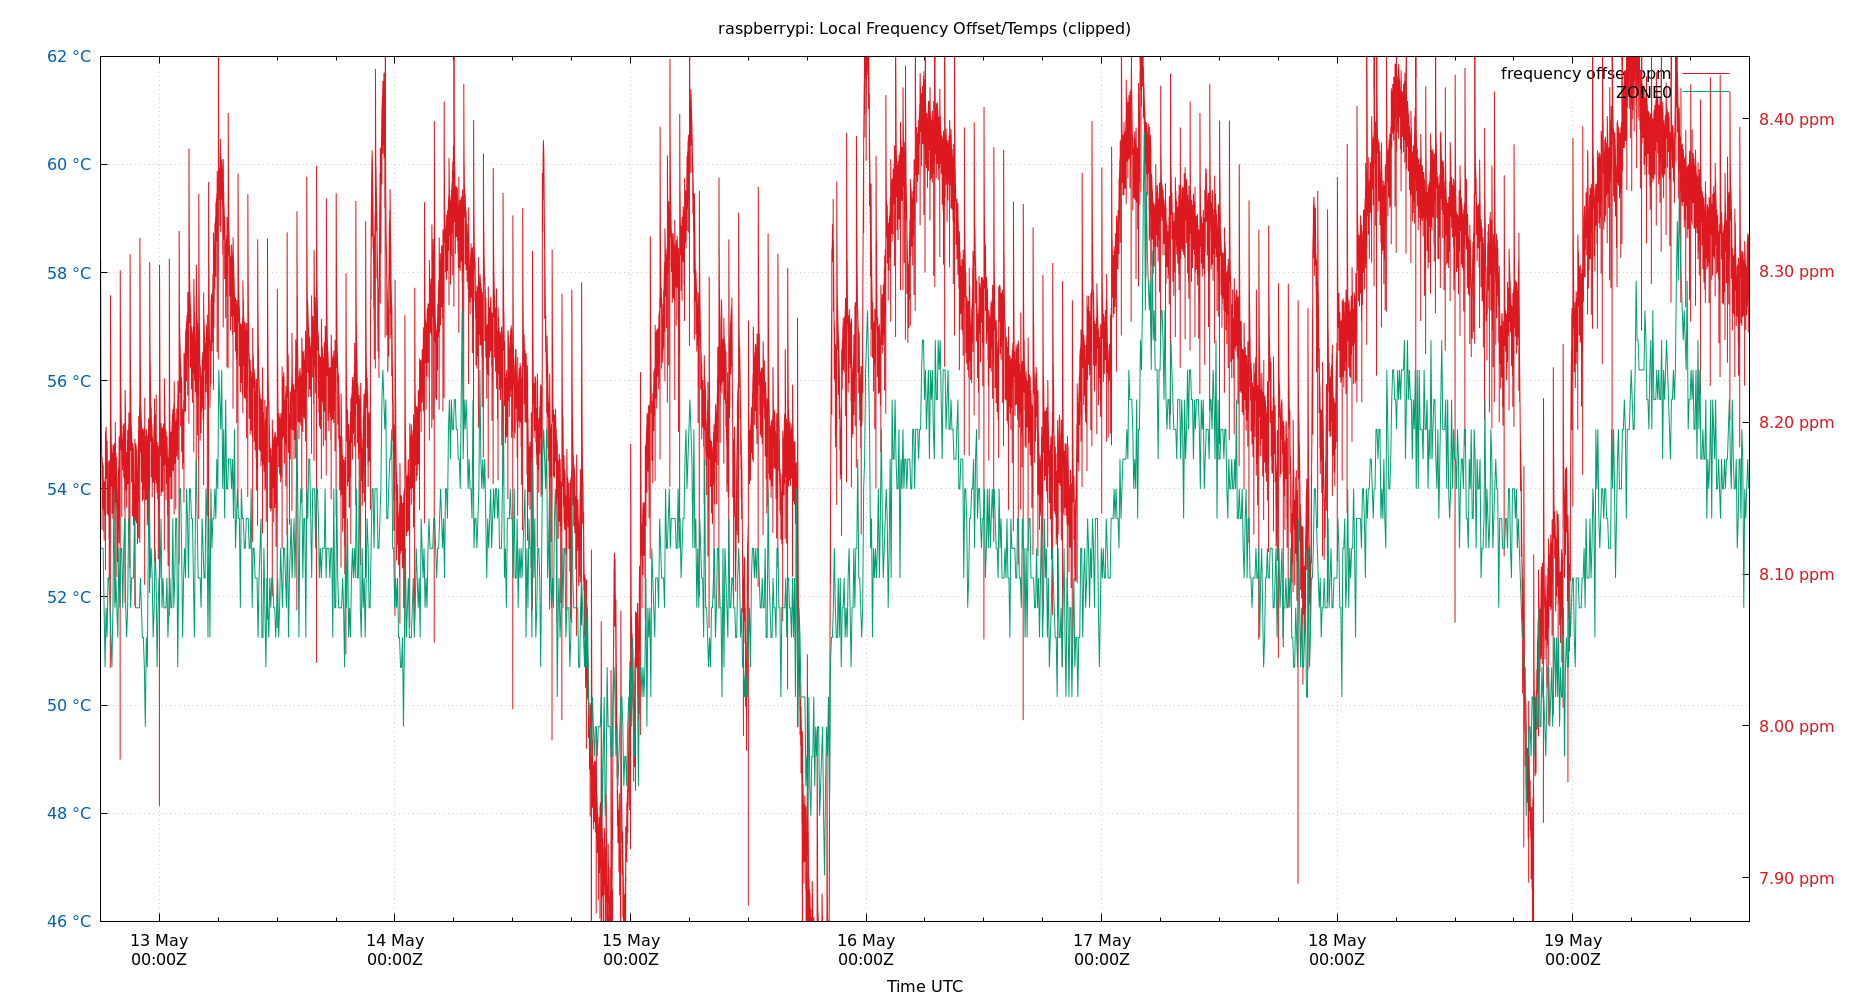 raspberrypi: Local Frequency Offset/Temps (clipped)
62 °C
60 °C
58 °C
56 °C
54 °C
52 °C
50 °C
48 °C
46 °C
frequency offset ppm
ZONE0
8.40 ppm
8.30 ppm
8.20 ppm
8.10 ppm
8.00 ppm
7.90 ppm
13 May 14 May 15 May 16 May 17 May 18 May 19 May
00:00Z 00:00Z 00:00Z 00:00Z 00:00Z 00:00Z 00:00Z
Time UTC